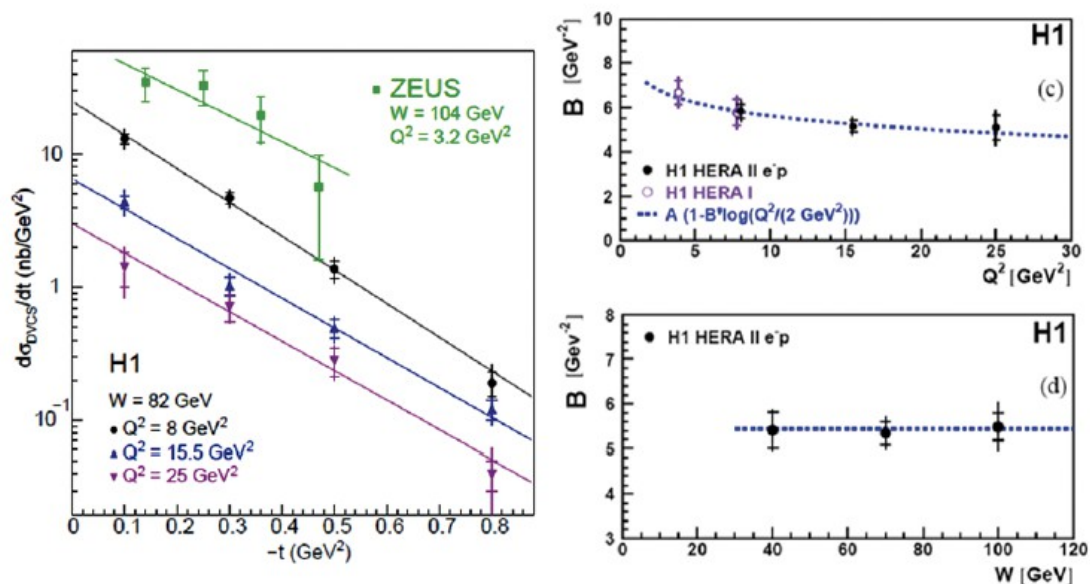 dσDVCS/dt (nb/GeV²)
10
1
10⁻¹
ZEUS
W = 104 GeV
Q² = 3.2 GeV²
H1
W = 82 GeV
Q² = 8 GeV²
Q² = 15.5 GeV²
Q² = 25 GeV²
0 0.1 0.2 0.3 0.4 0.5 0.6 0.7 0.8
−t (GeV²)
B [GeV⁻²]
10
8
6
4
2
0
H1
(c)
H1 HERA II e⁻p
H1 HERA I
A (1-B*log(Q²/(2 GeV²)))
0 5 10 15 20 25 30
Q² [GeV²]
B [Gev⁻²]
8
7
6
5
4
3
2
H1
H1 HERA II e⁻p
(d)
0 20 40 60 80 100 120
W [GeV]